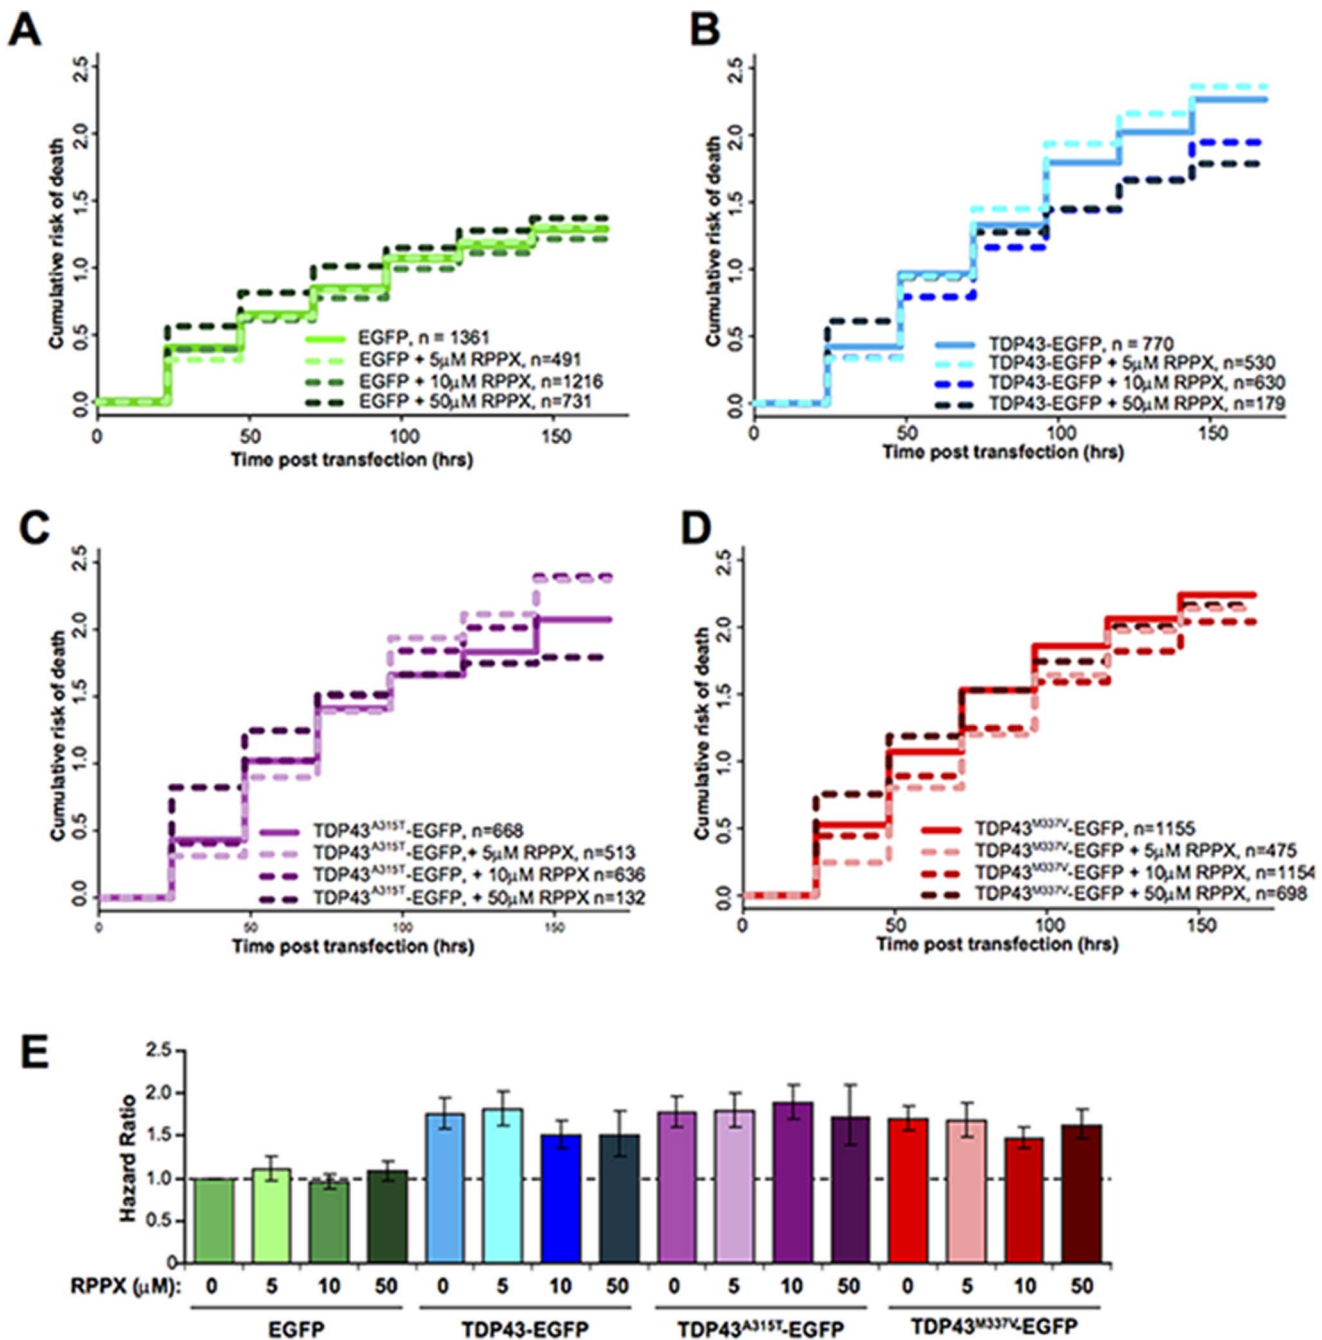 A
B
2.5
2.0
1.5
1.0
0.5
0.0
Cumulative risk of death
EGFP, n = 1361
EGFP + 5μM RPPX, n=491
EGFP + 10μM RPPX, n=1216
EGFP + 50μM RPPX, n=731
0 50 100 150
Time post transfection (hrs)
2.5
2.0
1.5
1.0
0.5
0.0
Cumulative risk of death
TDP43-EGFP, n = 770
TDP43-EGFP + 5μM RPPX, n=530
TDP43-EGFP + 10μM RPPX, n=630
TDP43-EGFP + 50μM RPPX, n=179
0 50 100 150
Time post transfection (hrs)
C
D
2.5
2.0
1.5
1.0
0.5
0.0
Cumulative risk of death
TDP43A315T-EGFP, n=668
TDP43A315T-EGFP, + 5μM RPPX, n=513
TDP43A315T-EGFP, + 10μM RPPX n=636
TDP43A315T-EGFP, + 50μM RPPX n=132
0 50 100 150
Time post transfection (hrs)
2.5
2.0
1.5
1.0
0.5
0.0
Cumulative risk of death
TDP43M337V-EGFP, n=1155
TDP43M337V-EGFP + 5μM RPPX, n=475
TDP43M337V-EGFP + 10μM RPPX, n=1154
TDP43M337V-EGFP + 50μM RPPX, n=698
0 50 100 150
Time post transfection (hrs)
E
2.5
2.0
1.5
1.0
0.5
0
Hazard Ratio
RPPX (μM): 0 5 10 50 0 5 10 50 0 5 10 50 0 5 10 50
EGFP TDP43-EGFP TDP43A315T-EGFP TDP43M337V-EGFP